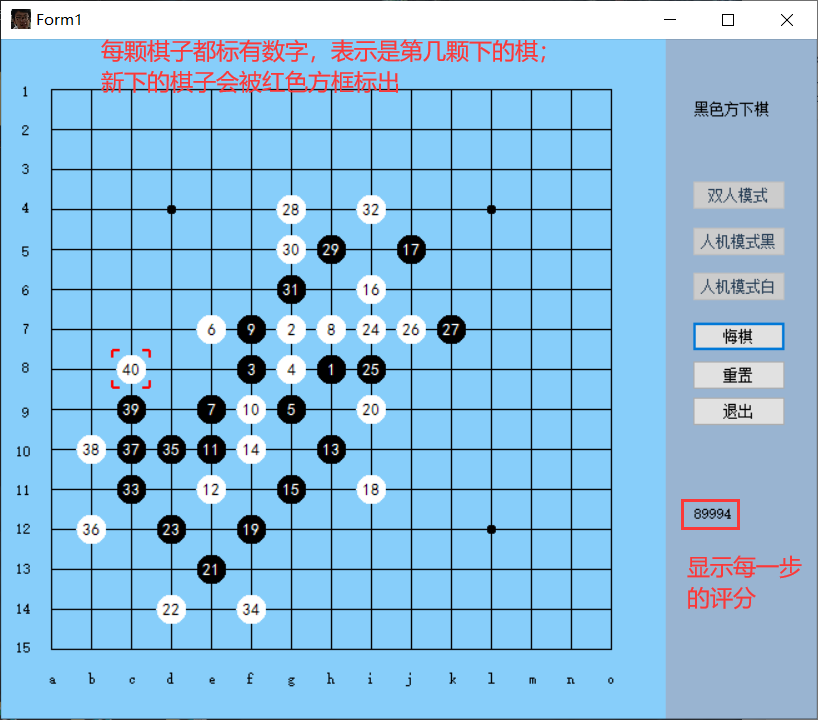 Form1
每颗棋子都标有数字，表示是第几颗下的棋；
新下的棋子会被红色方框标出
黑色方下棋
双人模式
人机模式黑
人机模式白
悔棋
重置
退出
89994
显示每一步
的评分
1
2
3
4 28 32
5 30 29 17
6 31 16
7 6 9 2 8 24 26 27
8 40 3 4 1 25
9 39 7 10 5 20
10 38 37 35 11 14 13
11 33 12 15 18
12 36 23 19
13 21
14 22 34
15
a b c d e f g h i j k l m n o